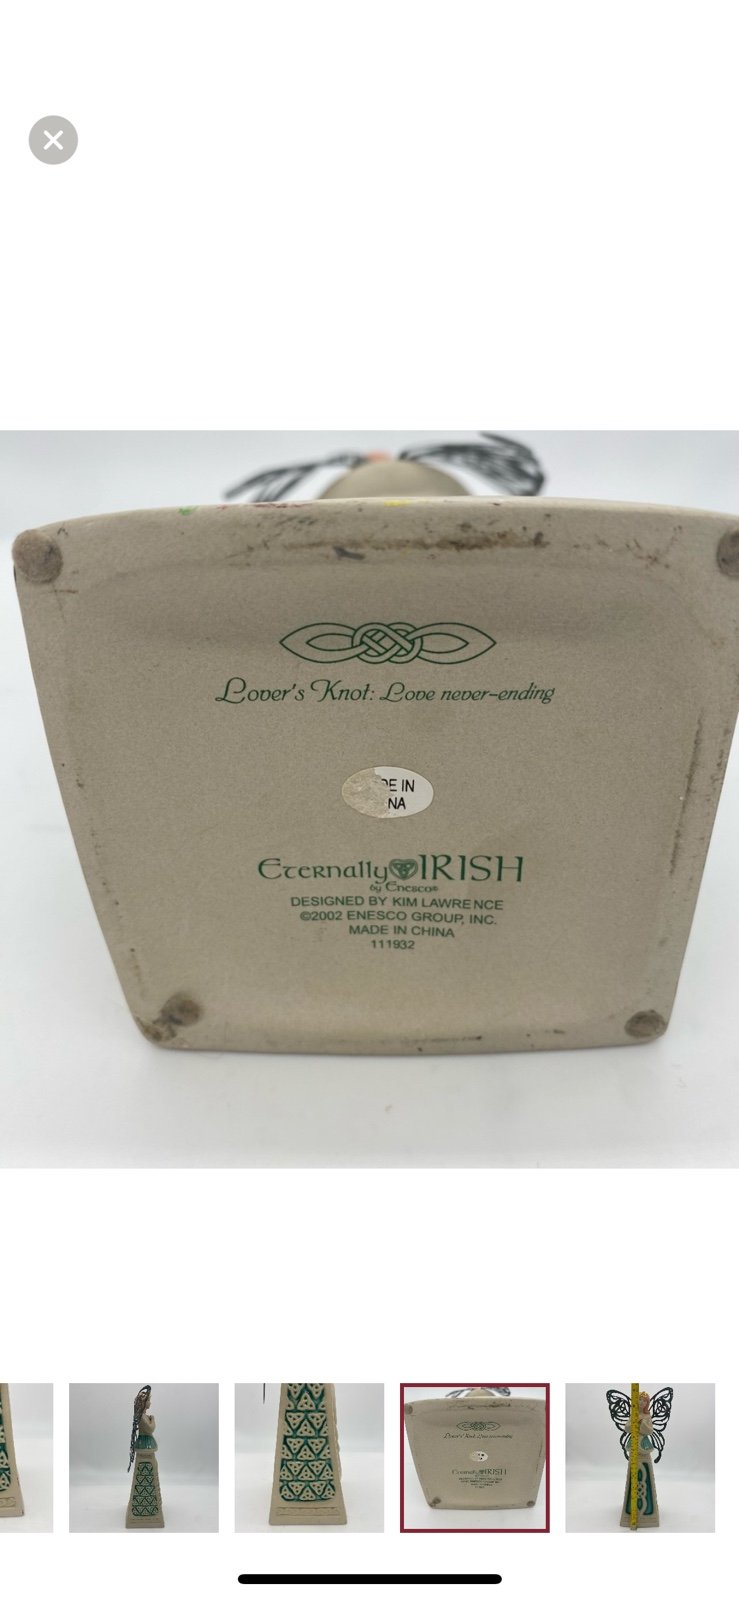 Lover's Knot: Love never-ending
DE IN
NA
Eternally IRISH
by Enesco®
DESIGNED BY KIM LAWRENCE
©2002 ENESCO GROUP, INC.
MADE IN CHINA
111932